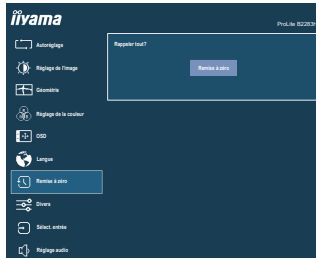 iiyama
ProLite B2283H
Autoréglage
Rappeler tout?
Réglage de l'image
Remise à zéro
Géométrie
Réglage de la couleur
OSD
Langue
Remise à zéro
Divers
Sélect. entrée
Réglage audio